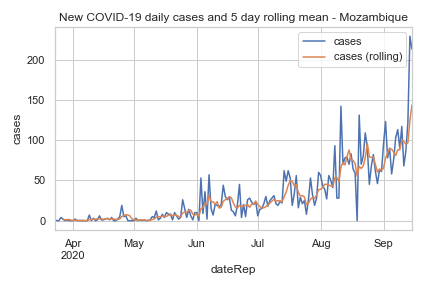 New COVID-19 daily cases and 5 day rolling mean - Mozambique
cases
cases (rolling)
200
150
100
50
0
cases
Apr
2020
May
Jun
Jul
Aug
Sep
dateRep